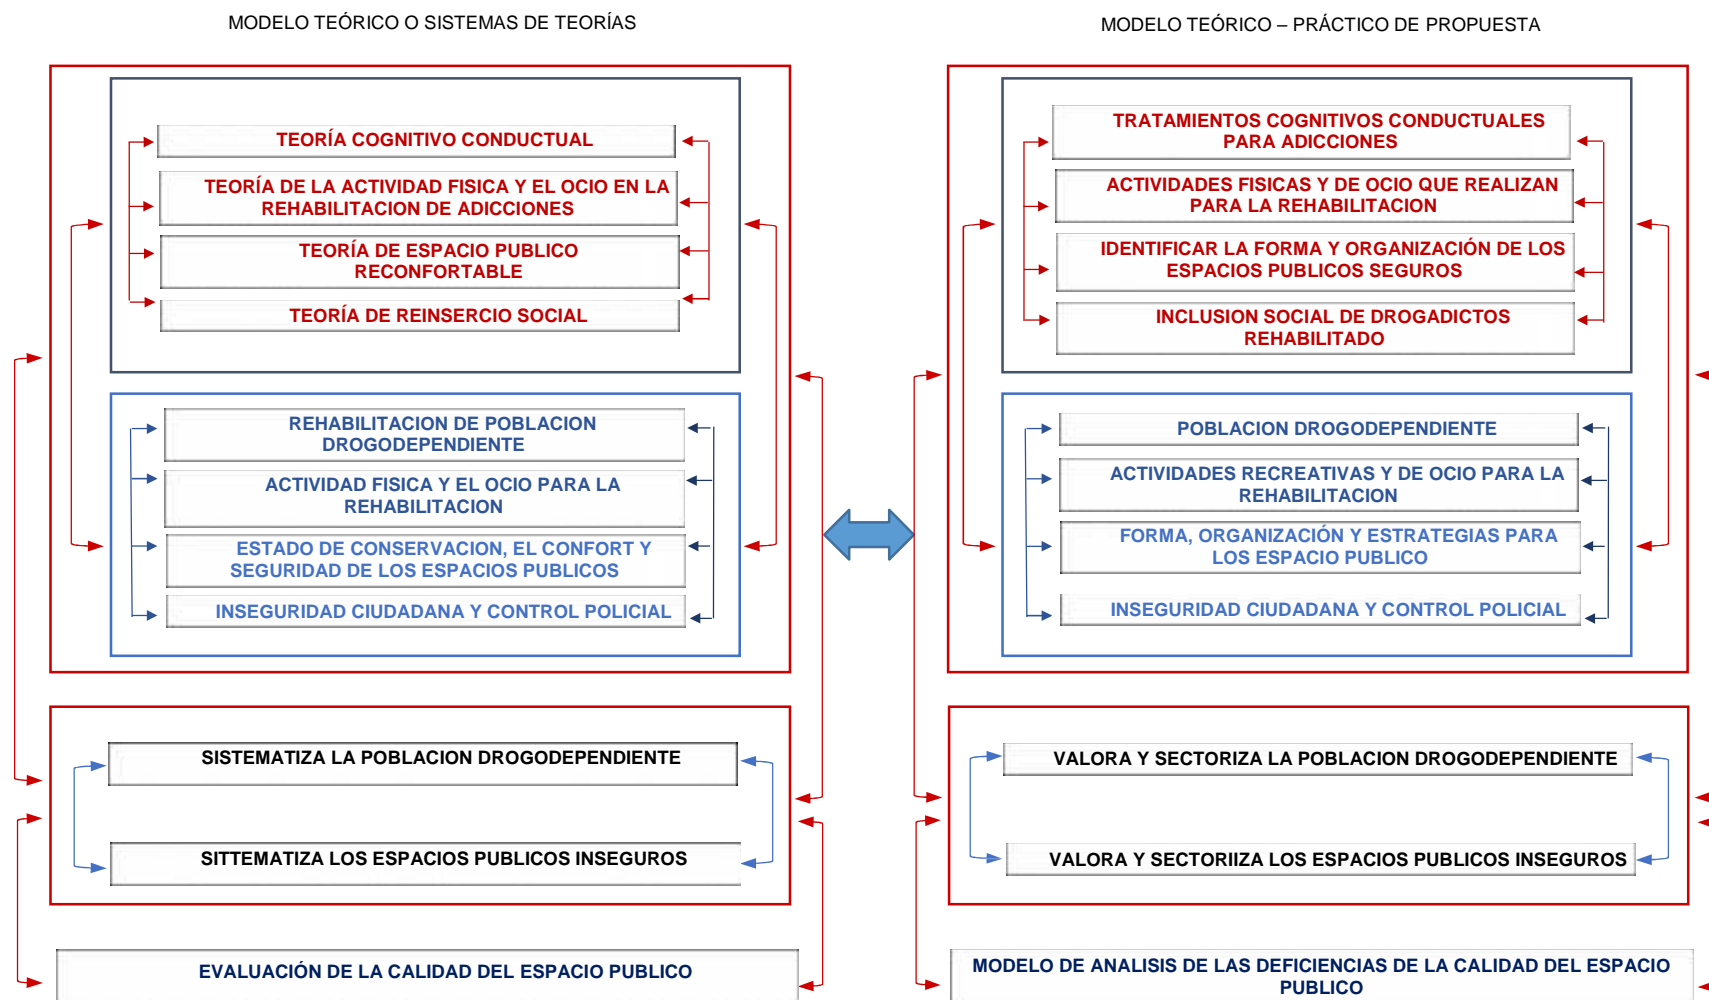 MODELO TEÓRICO O SISTEMAS DE TEORÍAS
TEORÍA COGNITIVO CONDUCTUAL
TEORÍA DE LA ACTIVIDAD FISICA Y EL OCIO EN LA
REHABILITACION DE ADICCIONES
TEORÍA DE ESPACIO PUBLICO
RECONFORTABLE
TEORÍA DE REINSERCIO SOCIAL
REHABILITACION DE POBLACION
DROGODEPENDIENTE
ACTIVIDAD FISICA Y EL OCIO PARA LA
REHABILITACION
ESTADO DE CONSERVACION, EL CONFORT Y
SEGURIDAD DE LOS ESPACIOS PUBLICOS
INSEGURIDAD CIUDADANA Y CONTROL POLICIAL
SISTEMATIZA LA POBLACION DROGODEPENDIENTE
SITTEMATIZA LOS ESPACIOS PUBLICOS INSEGUROS
EVALUACIÓN DE LA CALIDAD DEL ESPACIO PUBLICO
MODELO TEÓRICO – PRÁCTICO DE PROPUESTA
TRATAMIENTOS COGNITIVOS CONDUCTUALES
PARA ADICCIONES
ACTIVIDADES FISICAS Y DE OCIO QUE REALIZAN
PARA LA REHABILITACION
IDENTIFICAR LA FORMA Y ORGANIZACIÓN DE LOS
ESPACIOS PUBLICOS SEGUROS
INCLUSION SOCIAL DE DROGADICTOS
REHABILITADO
POBLACION DROGODEPENDIENTE
ACTIVIDADES RECREATIVAS Y DE OCIO PARA LA
REHABILITACION
FORMA, ORGANIZACIÓN Y ESTRATEGIAS PARA
LOS ESPACIO PUBLICO
INSEGURIDAD CIUDADANA Y CONTROL POLICIAL
VALORA Y SECTORIZA LA POBLACION DROGODEPENDIENTE
VALORA Y SECTORIIZA LOS ESPACIOS PUBLICOS INSEGUROS
MODELO DE ANALISIS DE LAS DEFICIENCIAS DE LA CALIDAD DEL ESPACIO
PUBLICO